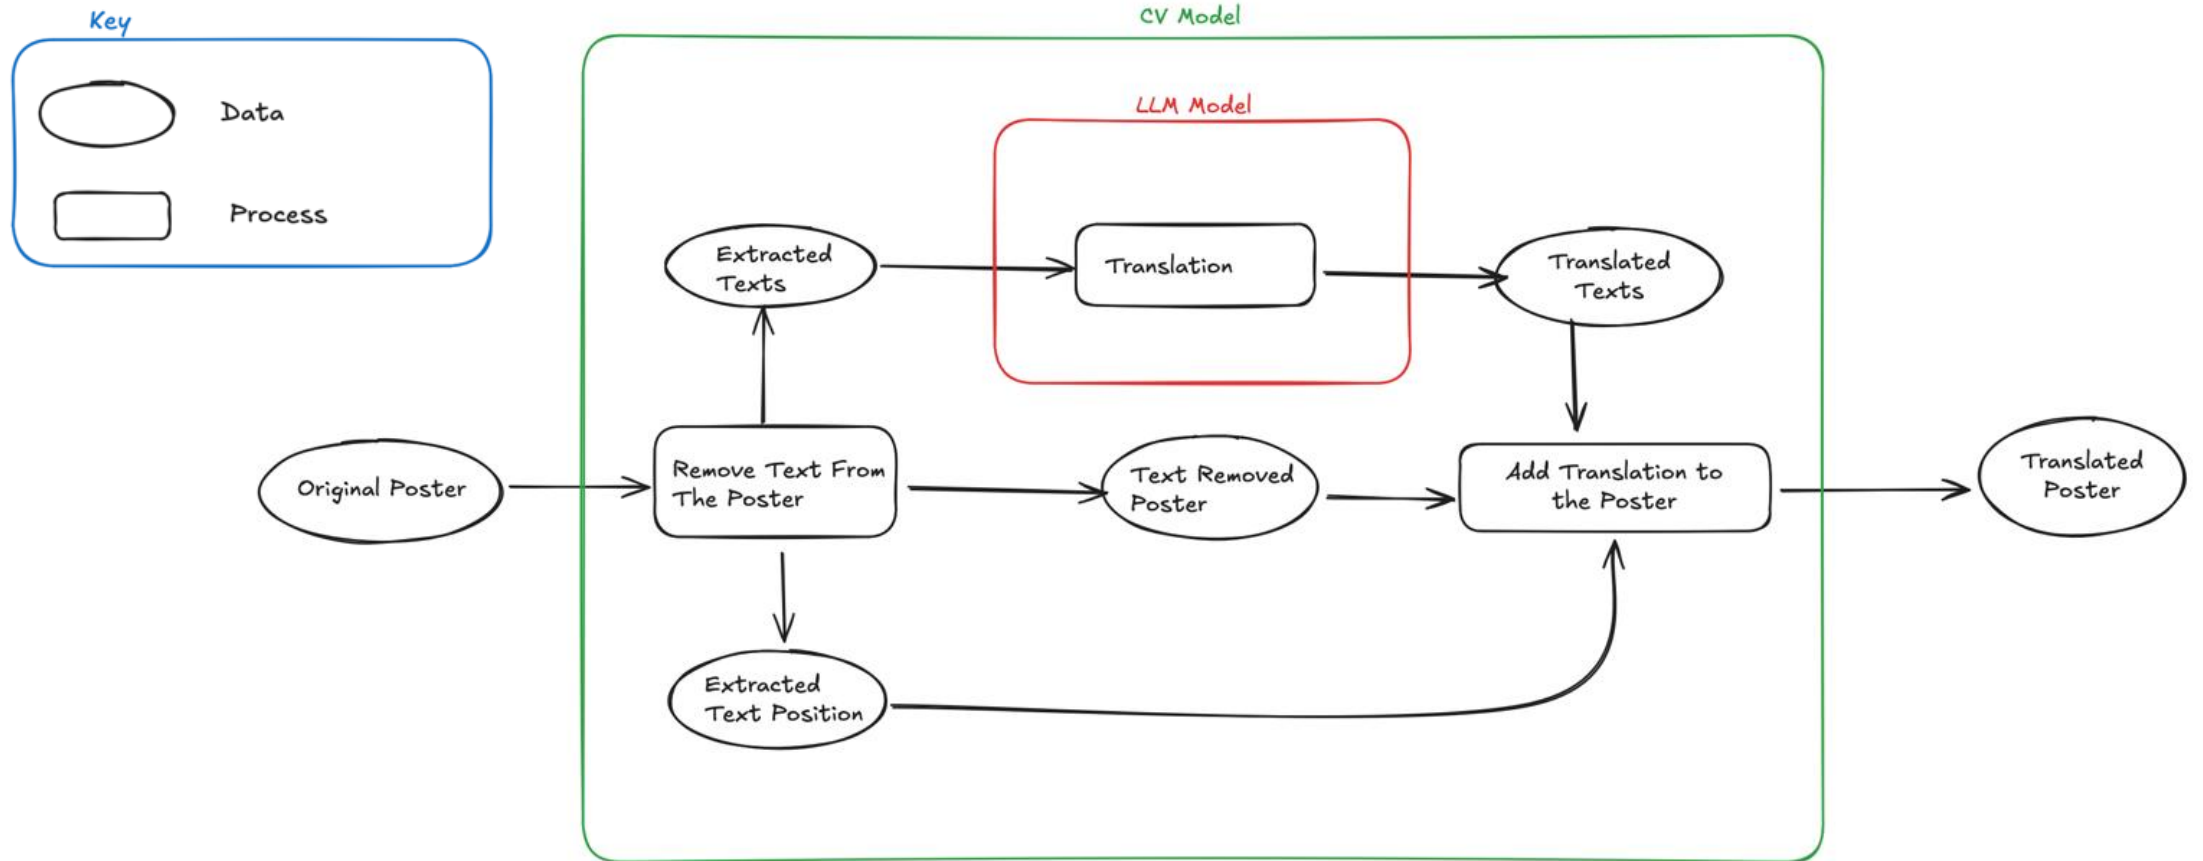 Key
Data
Process
CV Model
LLM Model
Extracted
Texts
Translation
Translated
Texts
Original Poster
Remove Text From
The Poster
Text Removed
Poster
Add Translation to
the Poster
Translated
Poster
Extracted
Text Position